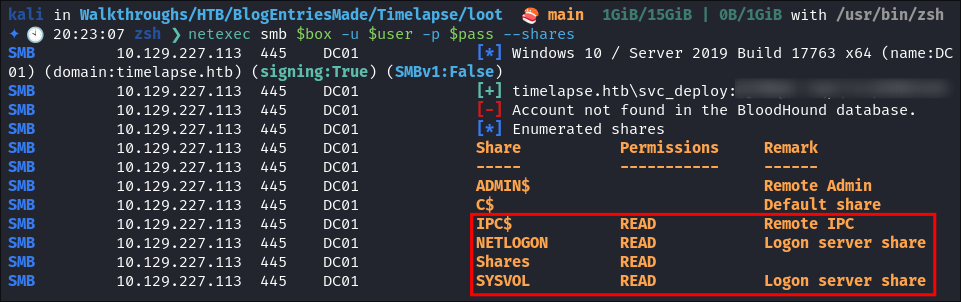 kali in Walkthroughs/HTB/BlogEntriesMade/Timelapse/loot 🍣 main 1GiB/15GiB | 0B/1GiB with /usr/bin/zsh
✦ 🕙 20:23:07 zsh ❯ netexec smb $box -u $user -p $pass --shares
SMB 10.129.227.113 445 DC01 [*] Windows 10 / Server 2019 Build 17763 x64 (name:DC
01) (domain:timelapse.htb) (signing:True) (SMBv1:False)
SMB 10.129.227.113 445 DC01 [+] timelapse.htb\svc_deploy:
SMB 10.129.227.113 445 DC01 [-] Account not found in the BloodHound database.
SMB 10.129.227.113 445 DC01 [*] Enumerated shares
SMB 10.129.227.113 445 DC01 Share Permissions Remark
SMB 10.129.227.113 445 DC01 ----- ----------- ------
SMB 10.129.227.113 445 DC01 ADMIN$ Remote Admin
SMB 10.129.227.113 445 DC01 C$ Default share
SMB 10.129.227.113 445 DC01 IPC$ READ Remote IPC
SMB 10.129.227.113 445 DC01 NETLOGON READ Logon server share
SMB 10.129.227.113 445 DC01 Shares READ
SMB 10.129.227.113 445 DC01 SYSVOL READ Logon server share